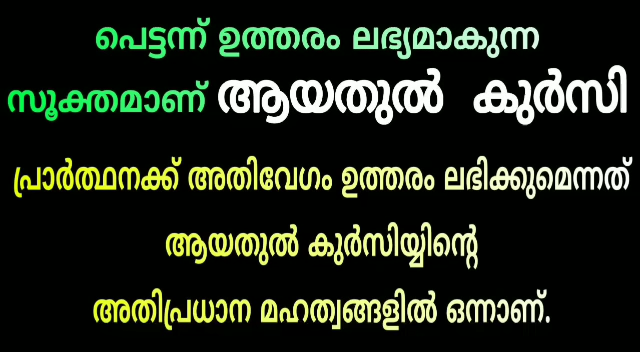 പെട്ടന്ന് ഉത്തരം ലഭ്യമാകുന്ന
സൂക്തമാണ് ആയതുൽ കുർസി
പ്രാർത്ഥനക്ക് അതിവേഗം ഉത്തരം ലഭിക്കുമെന്നത്
ആയതുൽ കുർസിയ്യിന്റെ
അതിപ്രധാന മഹത്വങ്ങളിൽ ഒന്നാണ്.